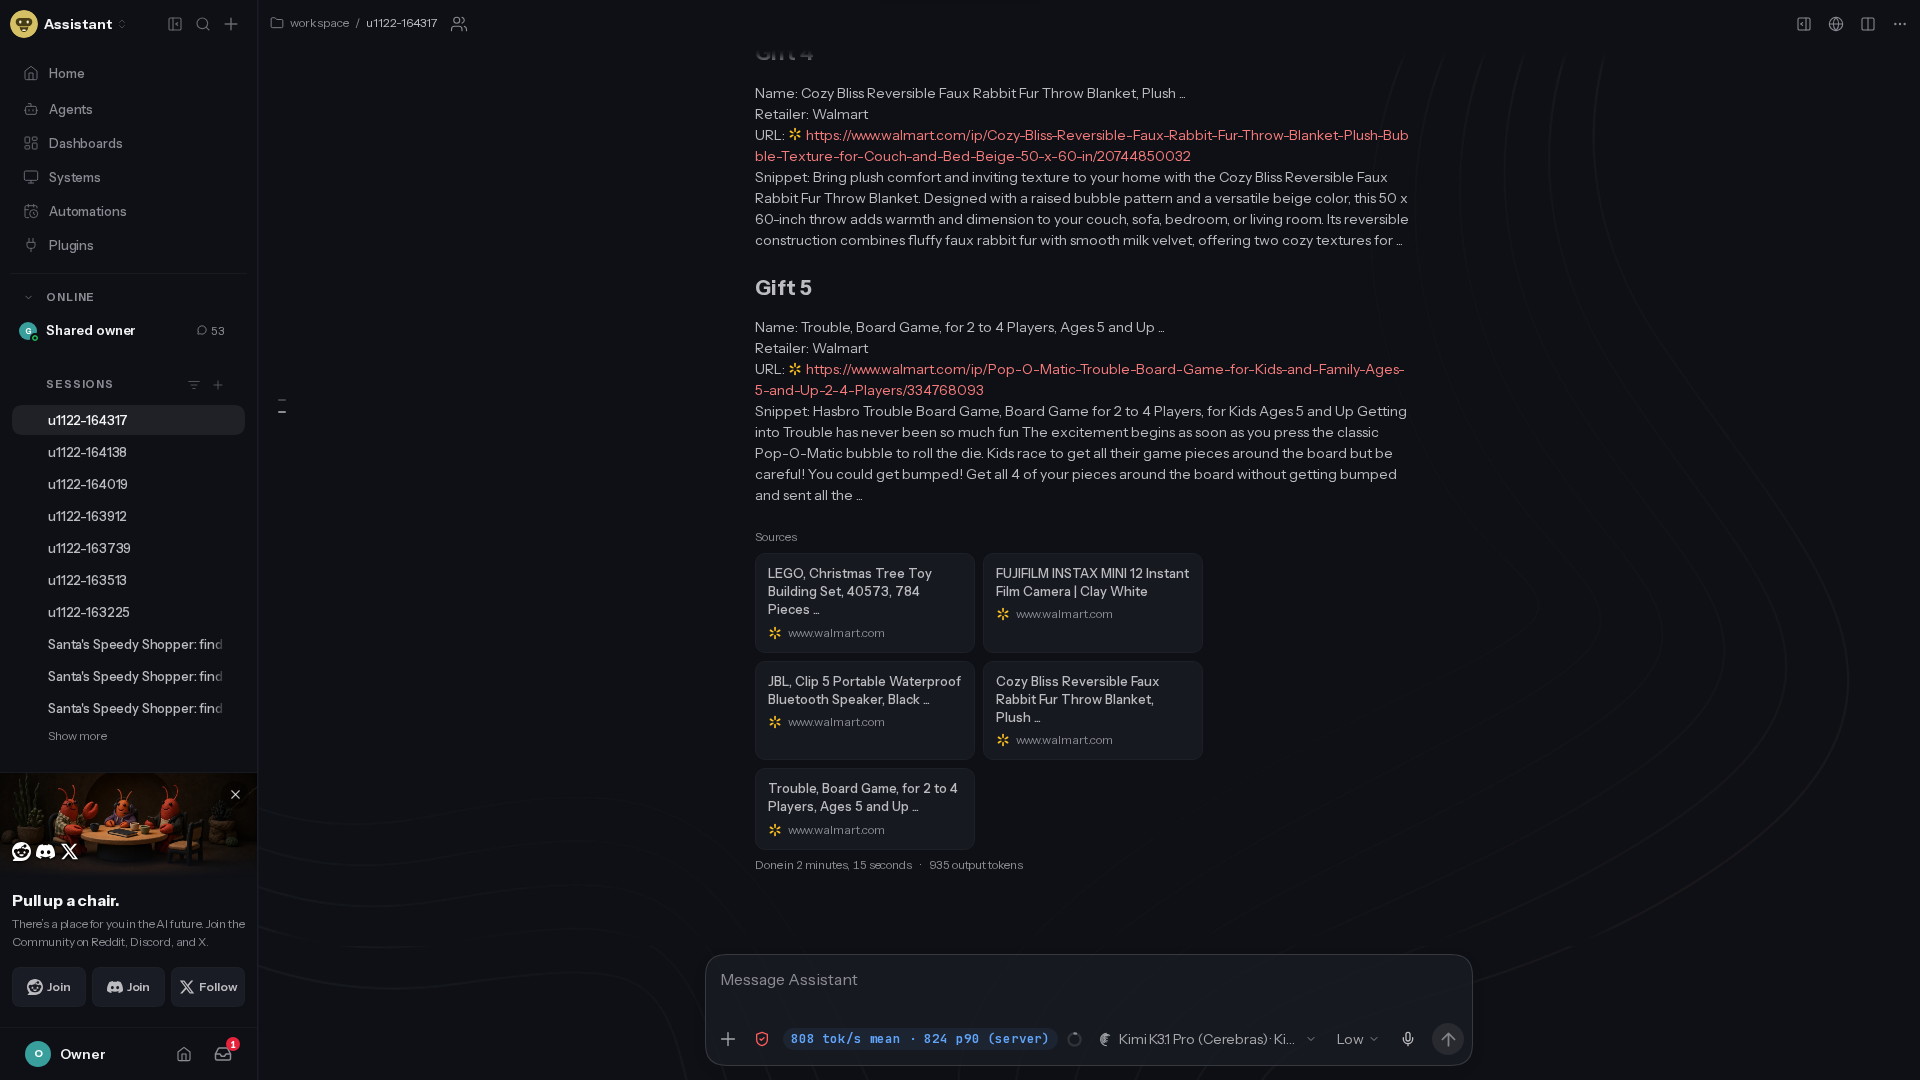 Assistant
Home
Agents
Dashboards
Systems
Automations
Plugins
ONLINE
G
Shared owner
53
SESSIONS
u1122-164317
u1122-164138
u1122-164019
u1122-163912
u1122-163739
u1122-163513
u1122-163225
Santa's Speedy Shopper: find
Santa's Speedy Shopper: find
Santa's Speedy Shopper: find
Show more
Pull up a chair.
There's a place for you in the AI future. Join the
Community on Reddit, Discord, and X.
Join
Join
Follow
O
Owner
1
workspace / u1122-164317
Gift 4
Name: Cozy Bliss Reversible Faux Rabbit Fur Throw Blanket, Plush ...
Retailer: Walmart
URL: https://www.walmart.com/ip/Cozy-Bliss-Reversible-Faux-Rabbit-Fur-Throw-Blanket-Plush-Bub
ble-Texture-for-Couch-and-Bed-Beige-50-x-60-in/20744850032
Snippet: Bring plush comfort and inviting texture to your home with the Cozy Bliss Reversible Faux
Rabbit Fur Throw Blanket. Designed with a raised bubble pattern and a versatile beige color, this 50 x
60-inch throw adds warmth and dimension to your couch, sofa, bedroom, or living room. Its reversible
construction combines fluffy faux rabbit fur with smooth milk velvet, offering two cozy textures for ...
Gift 5
Name: Trouble, Board Game, for 2 to 4 Players, Ages 5 and Up ...
Retailer: Walmart
URL: https://www.walmart.com/ip/Pop-O-Matic-Trouble-Board-Game-for-Kids-and-Family-Ages-
5-and-Up-2-4-Players/334768093
Snippet: Hasbro Trouble Board Game, Board Game for 2 to 4 Players, for Kids Ages 5 and Up Getting
into Trouble has never been so much fun The excitement begins as soon as you press the classic
Pop-O-Matic bubble to roll the die. Kids race to get all their game pieces around the board but be
careful! You could get bumped! Get all 4 of your pieces around the board without getting bumped
and sent all the ...
Sources
LEGO, Christmas Tree Toy
Building Set, 40573, 784
Pieces ...
www.walmart.com
FUJIFILM INSTAX MINI 12 Instant
Film Camera | Clay White
www.walmart.com
JBL, Clip 5 Portable Waterproof
Bluetooth Speaker, Black ...
www.walmart.com
Cozy Bliss Reversible Faux
Rabbit Fur Throw Blanket,
Plush ...
www.walmart.com
Trouble, Board Game, for 2 to 4
Players, Ages 5 and Up ...
www.walmart.com
Done in 2 minutes, 15 seconds · 935 output tokens
Message Assistant
808 tok/s mean · 824 p90 (server)
Kimi K3.1 Pro (Cerebras) · Ki...
Low